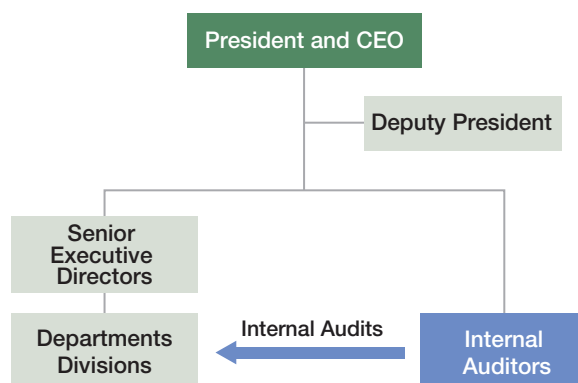 President and CEO
Deputy President
Senior
Executive
Directors
Departments
Divisions
Internal Audits
Internal
Auditors